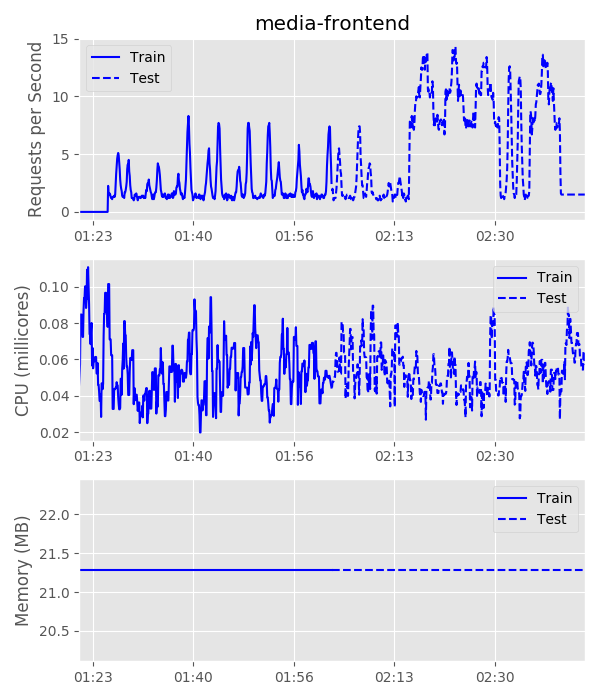 media-frontend
Requests per Second
15
10
5
0
Train
Test
01:23 01:40 01:56 02:13 02:30
CPU (millicores)
0.10
0.08
0.06
0.04
0.02
Train
Test
01:23 01:40 01:56 02:13 02:30
Memory (MB)
22.0
21.5
21.0
20.5
Train
Test
01:23 01:40 01:56 02:13 02:30